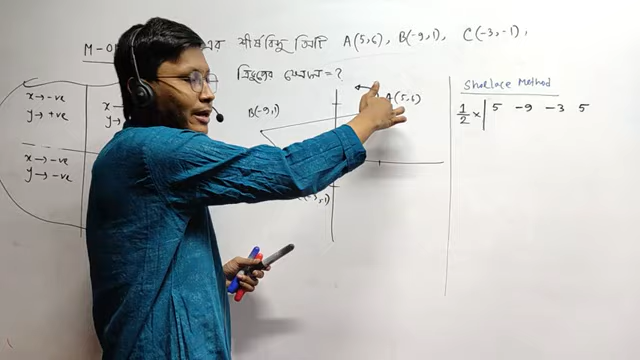 শীর্ষবিন্দু তিনটি A(5,6), B(-9,1), C(-3,-1),
ত্রিভুজের ক্ষেত্রফল = ?
x → -ve
y → +ve
x → -ve
y → -ve
B(-9,1)
A(5,6)
Shoelace Method
1/2 × | 5 -9 -3 5